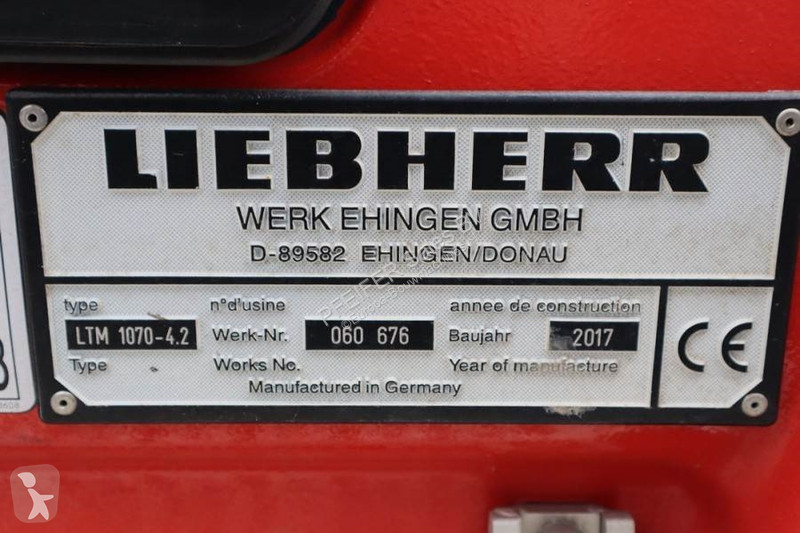 LIEBHERR
WERK EHINGEN GMBH
D-89582 EHINGEN/DONAU
type n°d'usine annee de construction
LTM 1070-4.2 Werk-Nr. 060 676 Baujahr 2017 CE
Type Works No. Year of manufacture
Manufactured in Germany